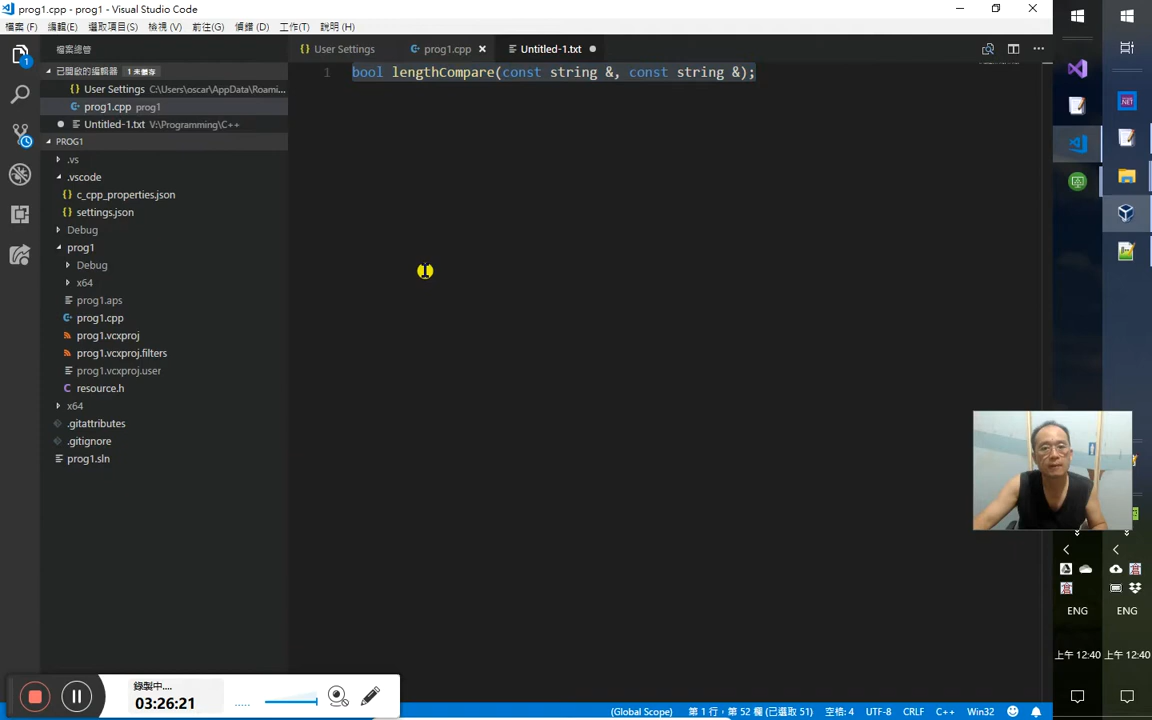 prog1.cpp - prog1 - Visual Studio Code
檔案(F) 編輯(E) 選取項目(S) 檢視(V) 前往(G) 偵錯(D) 工作(T) 說明(H)
檔案總管
User Settings prog1.cpp Untitled-1.txt
已開啟的編輯器 1 未儲存
1 bool lengthCompare(const string &, const string &);
User Settings C:\Users\oscar\AppData\Roami...
prog1.cpp prog1
Untitled-1.txt V:\Programming\C++
PROG1
.vs
.vscode
c_cpp_properties.json
settings.json
Debug
prog1
Debug
x64
prog1.aps
prog1.cpp
prog1.vcxproj
prog1.vcxproj.filters
prog1.vcxproj.user
resource.h
x64
.gitattributes
.gitignore
prog1.sln
ENG ENG
上午 12:40 上午 12:40
錄製中....
03:26:21
(Global Scope) 第 1 行，第 52 欄 (已選取 51) 空格: 4 UTF-8 CRLF C++ Win32